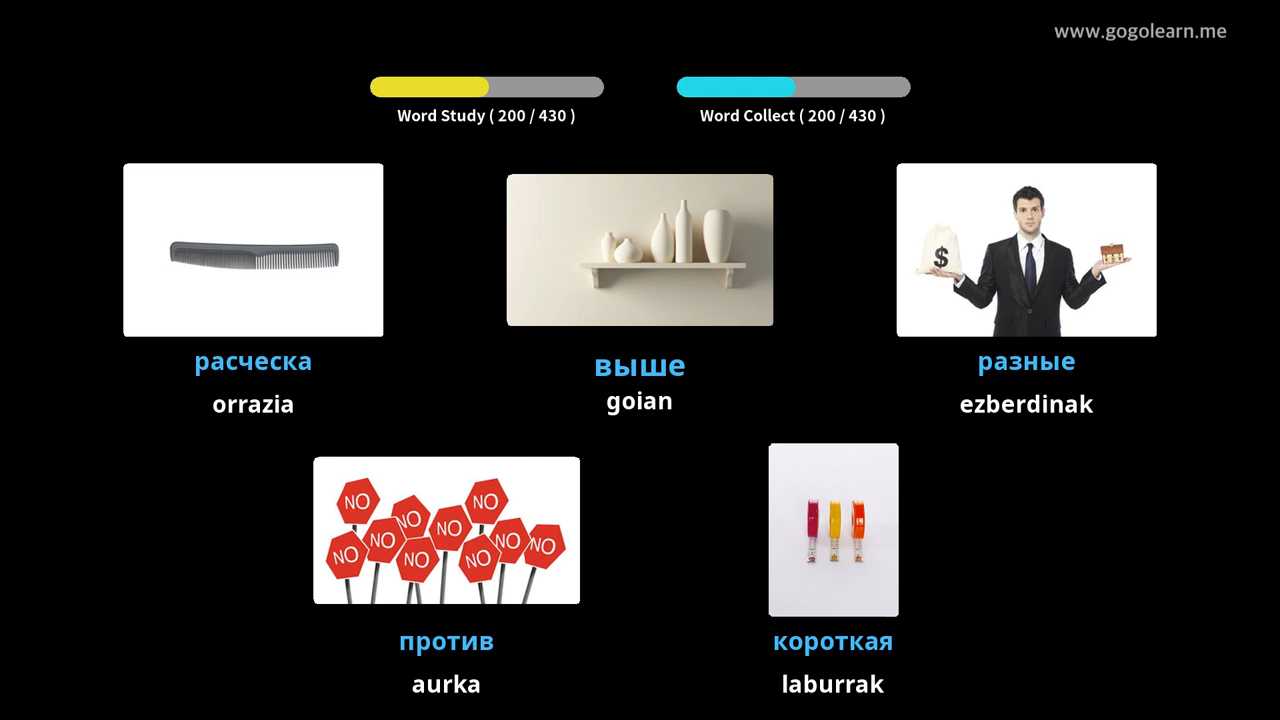 www.gogolearn.me
Word Study ( 200 / 430 )
Word Collect ( 200 / 430 )
расческа
orrazia
выше
goian
$
разные
ezberdinak
NO
NO
NO
NO
NO
NO
NO
NO
NO
NO
против
aurka
короткая
laburrak